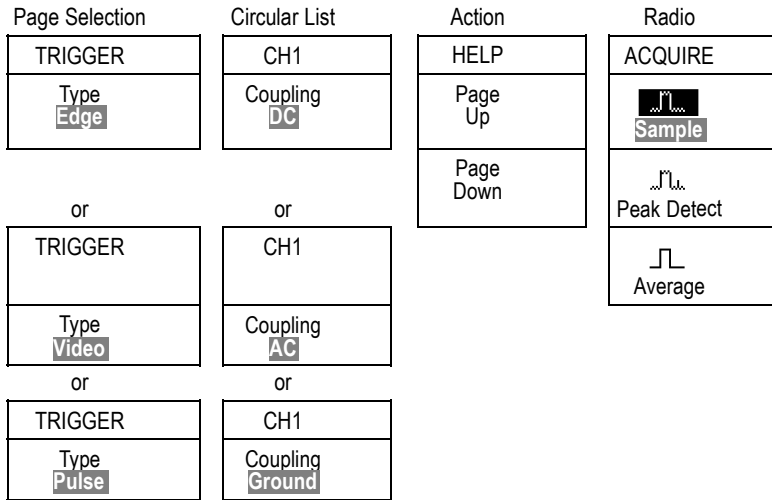 Page Selection
TRIGGER
Type
Edge
or
TRIGGER
Type
Video
or
TRIGGER
Type
Pulse
Circular List
CH1
Coupling
DC
or
CH1
Coupling
AC
or
CH1
Coupling
Ground
Action
HELP
Page
Up
Page
Down
Radio
ACQUIRE
Sample
Peak Detect
Average